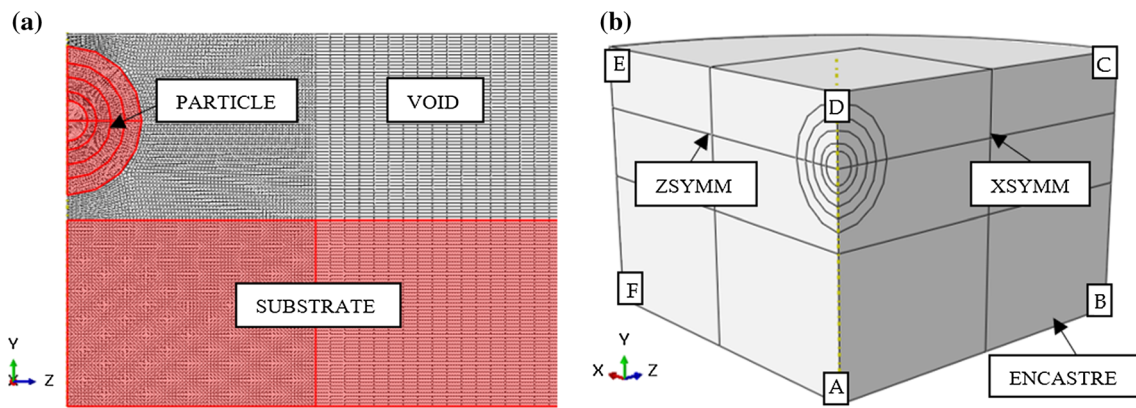 (a)
PARTICLE
VOID
SUBSTRATE
Y
X
Z
(b)
E
C
D
ZSYMM
XSYMM
F
B
Y
X
Z
A
ENCASTRE